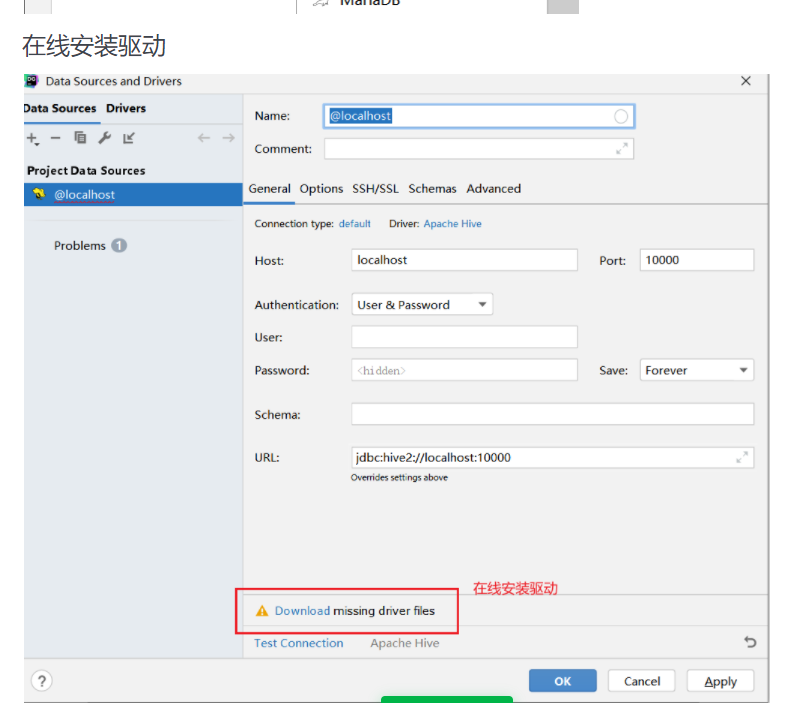 MariaDB
在线安装驱动
Data Sources and Drivers
Data Sources Drivers
Name: @localhost
Comment:
Project Data Sources
@localhost
General Options SSH/SSL Schemas Advanced
Connection type: default Driver: Apache Hive
Problems 1
Host: localhost Port: 10000
Authentication: User & Password
User:
Password: <hidden> Save: Forever
Schema:
URL: jdbc:hive2://localhost:10000
Overrides settings above
在线安装驱动
Download missing driver files
Test Connection Apache Hive
? OK Cancel Apply